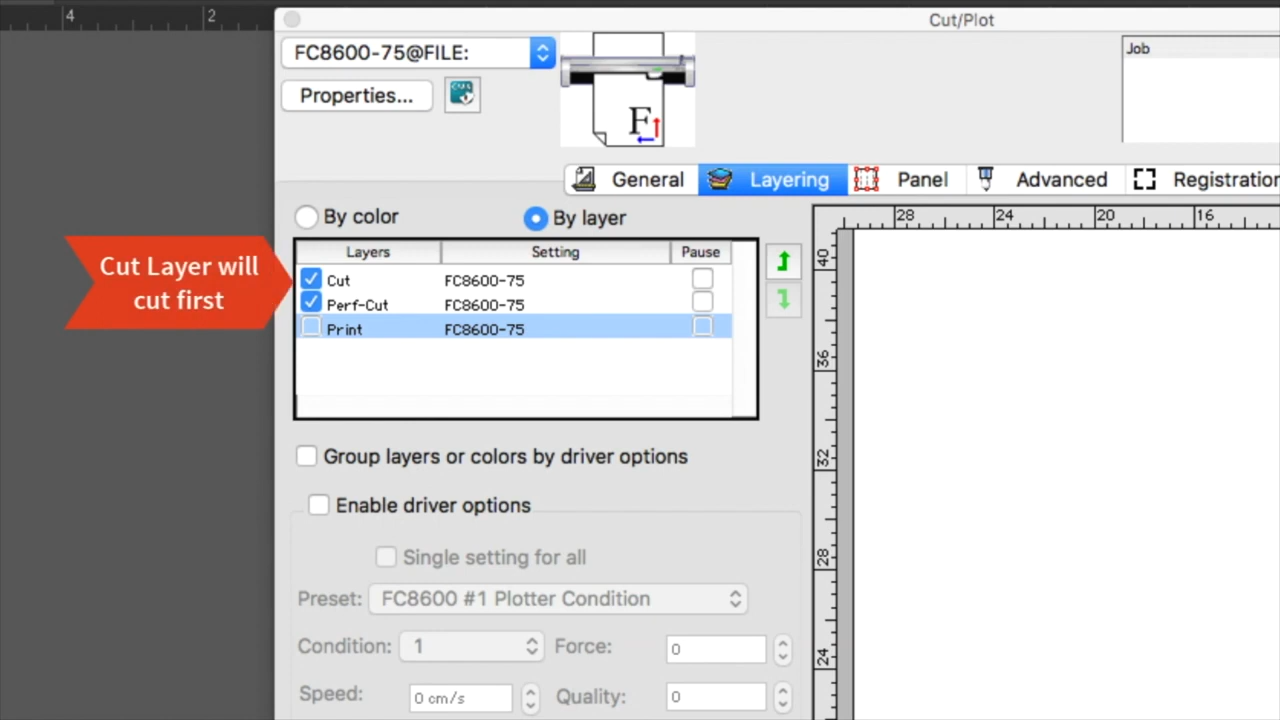 4
2
Cut/Plot
FC8600-75@FILE:
Job
Properties...
F
General
Layering
Panel
Advanced
Registration
By color
By layer
28
24
20
16
Layers
Setting
Pause
Cut Layer will
cut first
Cut
FC8600-75
Perf-Cut
FC8600-75
Print
FC8600-75
40
36
32
28
24
Group layers or colors by driver options
Enable driver options
Single setting for all
Preset:
FC8600 #1 Plotter Condition
Condition:
1
Force:
0
Speed:
0 cm/s
Quality:
0